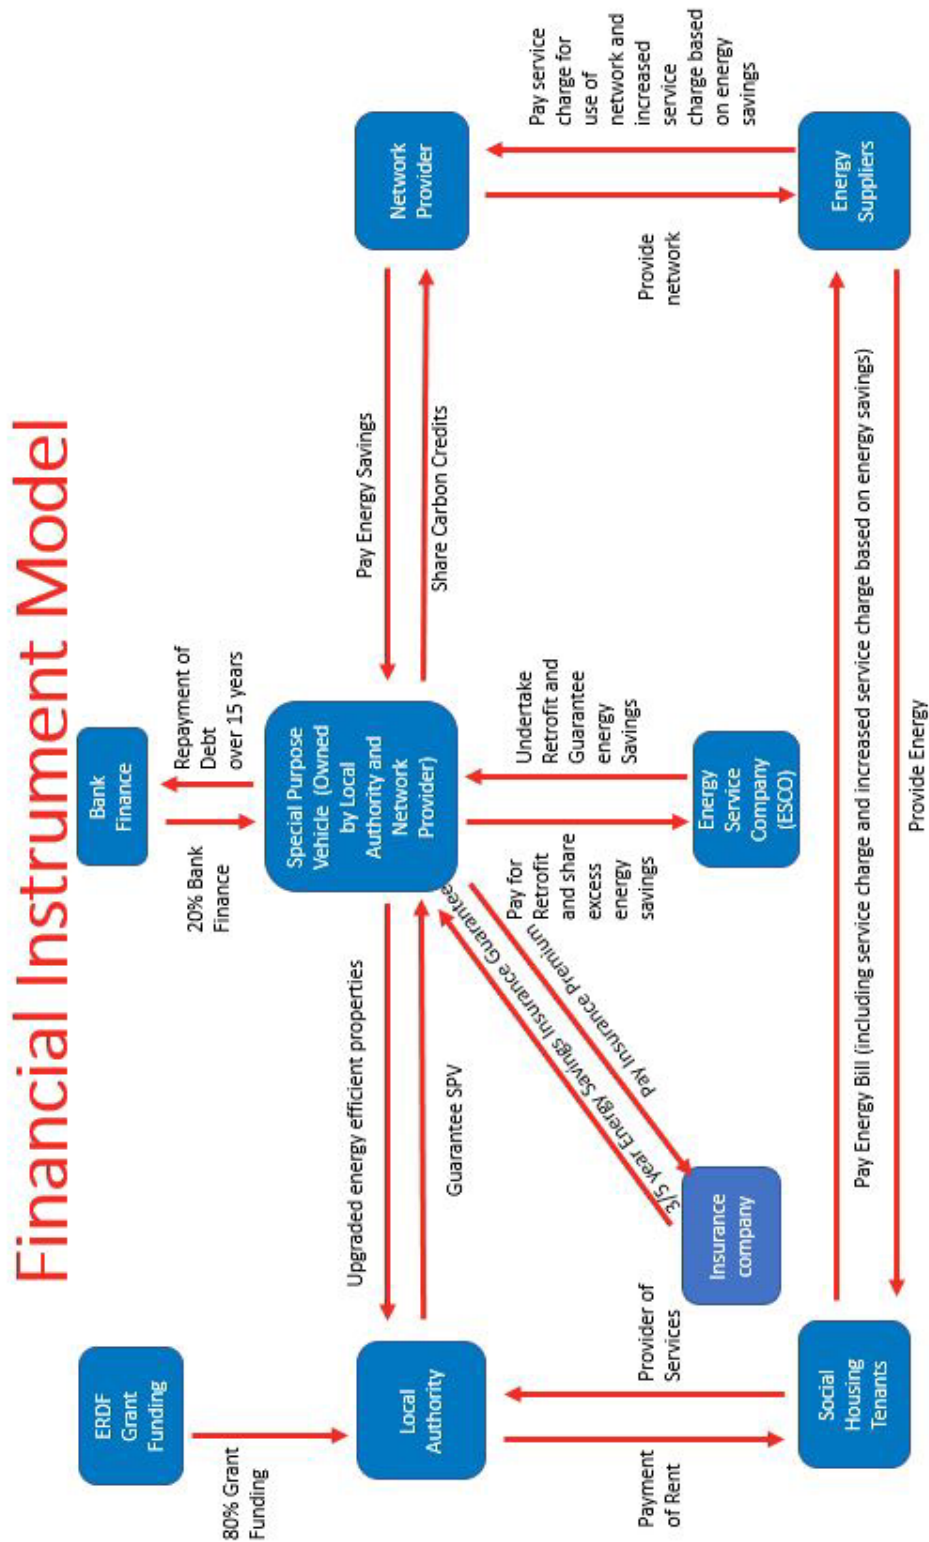 Financial Instrument Model
ERDF
Grant
Funding
80% Grant
Funding
Bank
Finance
20% Bank
Finance
Repayment of
Debt
over 15 years
Local
Authority
Upgraded energy efficient properties
Guarantee SPV
Special Purpose
Vehicle (Owned
by Local
Authority and
Network
Provider)
Pay Energy Savings
Share Carbon Credits
Network
Provider
Payment
of Rent
Provider of
Services
3/5 year Energy Savings Insurance Guarantee
Pay Insurance Premium
Insurance
company
Pay for
Retrofit
and share
excess
energy
savings
Undertake
Retrofit and
Guarantee
energy
Savings
Energy
Service
Company
(ESCO)
Provide
network
Pay service
charge for
use of
network and
increased
service
charge based
on energy
savings
Social
Housing
Tenants
Pay Energy Bill (including service charge and increased service charge based on energy savings)
Provide Energy
Energy
Suppliers